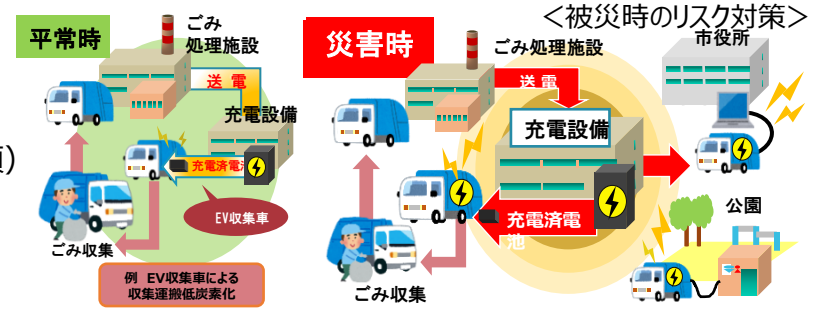 <被災時のリスク対策>
平常時
ごみ
処理施設
送電
充電設備
充電済電池
EV収集車
ごみ収集
例 EV収集車による
収集運搬低炭素化
災害時
ごみ処理施設
送電
充電設備
充電済電
池
ごみ収集
市役所
公園
)